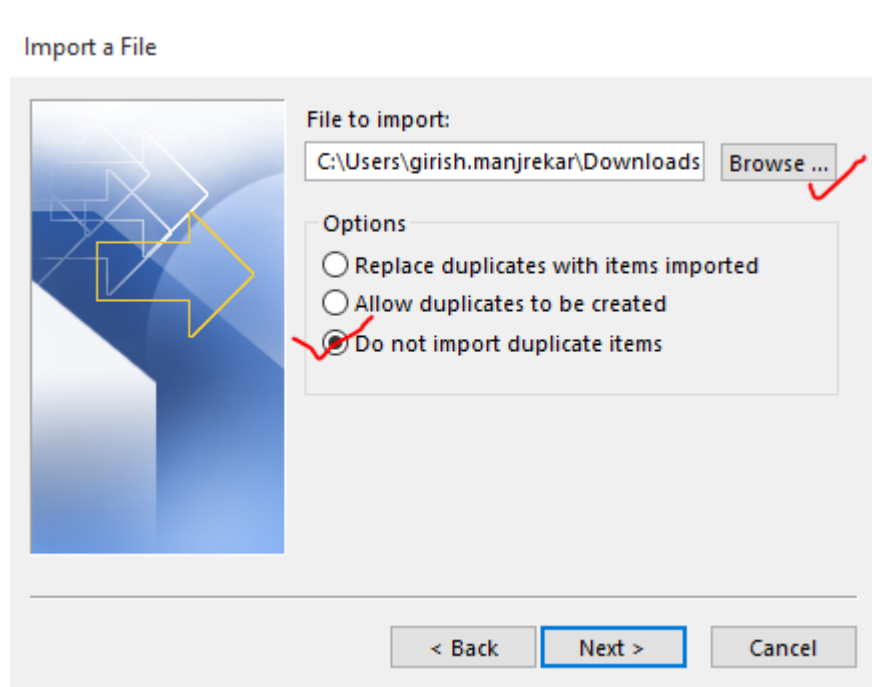 Import a File
File to import:
C:\Users\girish.manjrekar\Downloads
Browse ...
Options
Replace duplicates with items imported
Allow duplicates to be created
Do not import duplicate items
< Back
Next >
Cancel